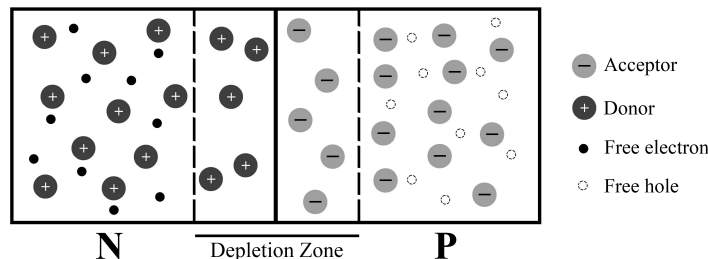 Acceptor
Donor
Free electron
Free hole
N
Depletion Zone
P